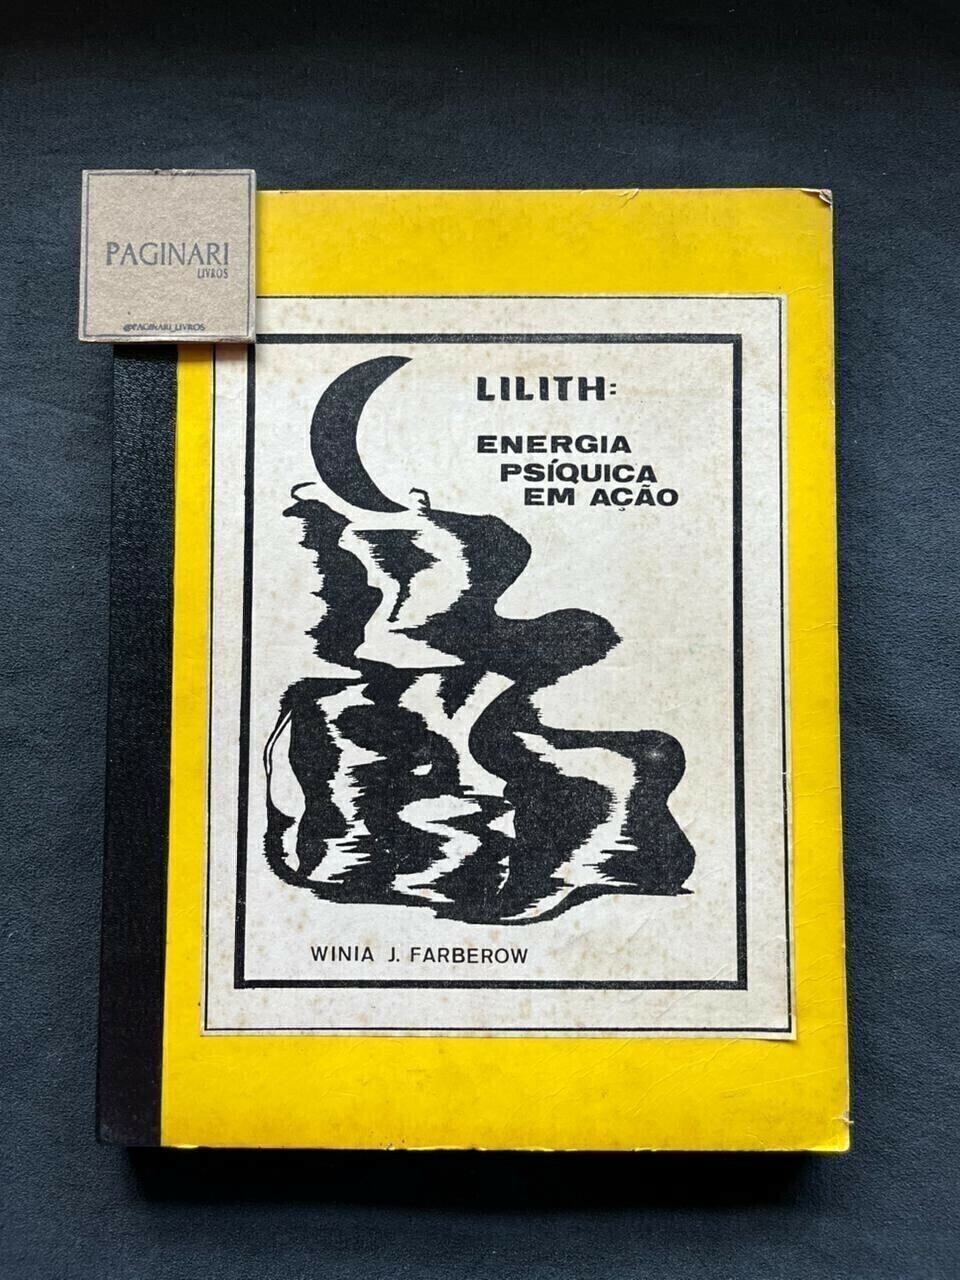 PAGINARI
LIVROS
@PAGINARI_LIVROS
LILITH:
ENERGIA
PSÍQUICA
EM AÇÃO
WINIA J. FARBEROW